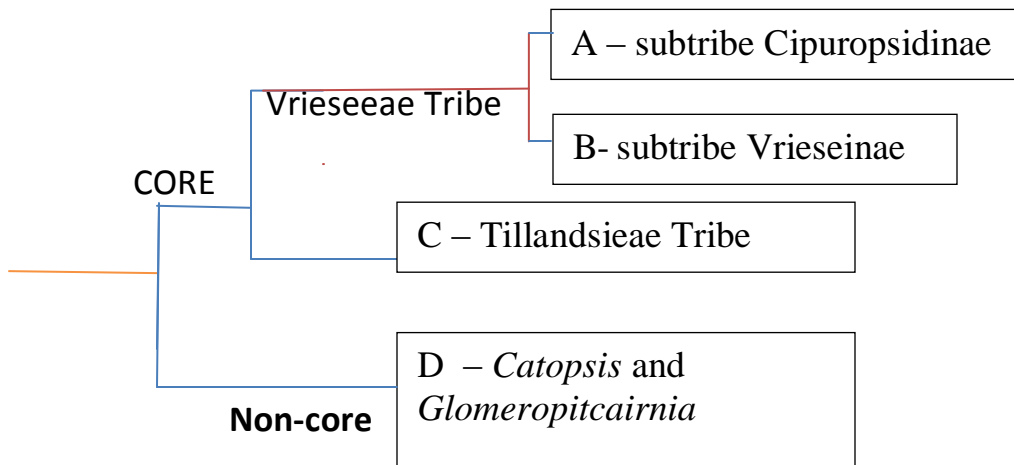 A – subtribe Cipuropsidinae
Vrieseeae Tribe
B- subtribe Vrieseinae
CORE
C – Tillandsieae Tribe
D – Catopsis and
Glomeropitcairnia
Non-core